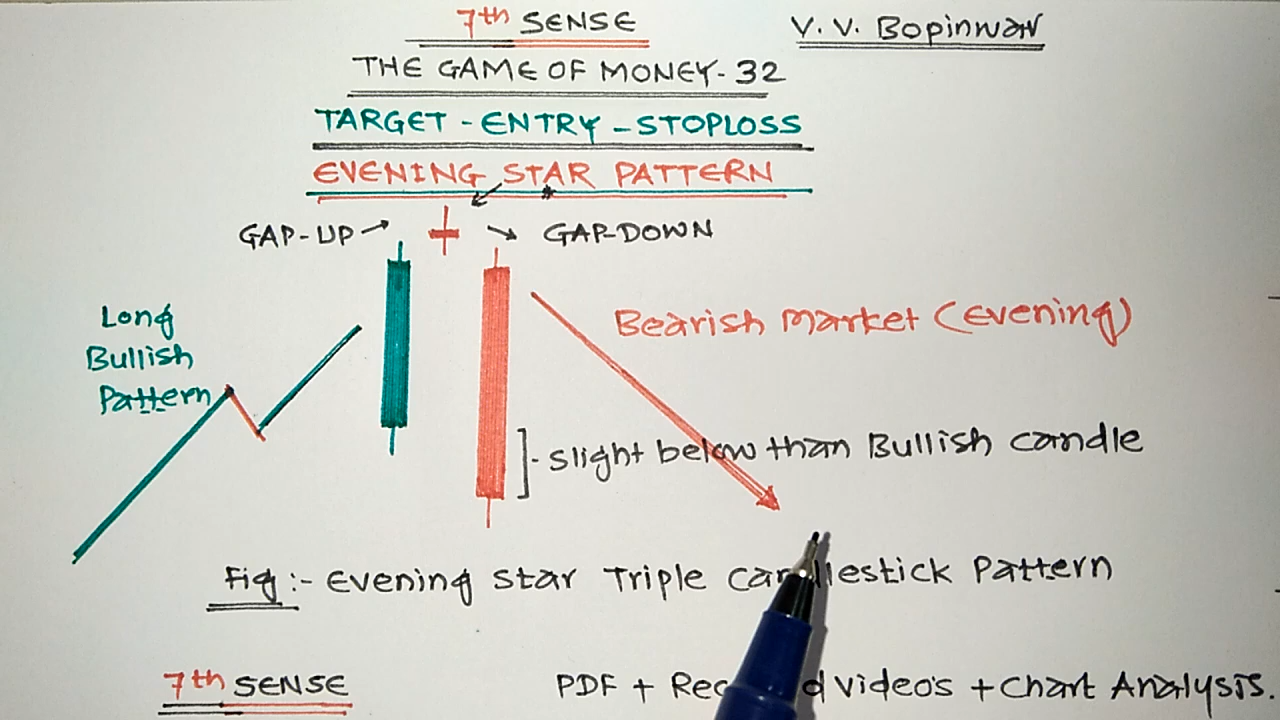 7th SENSE
V. V. Bopinwar
THE GAME OF MONEY-32
TARGET - ENTRY - STOPLOSS
EVENING STAR PATTERN
GAP-UP
GAP-DOWN
Long
Bullish
Pattern
Bearish Market (Evening)
slight below than Bullish candle
Fig :- Evening Star Triple Candlestick Pattern
7th SENSE
PDF + Videos + Chart Analysis.